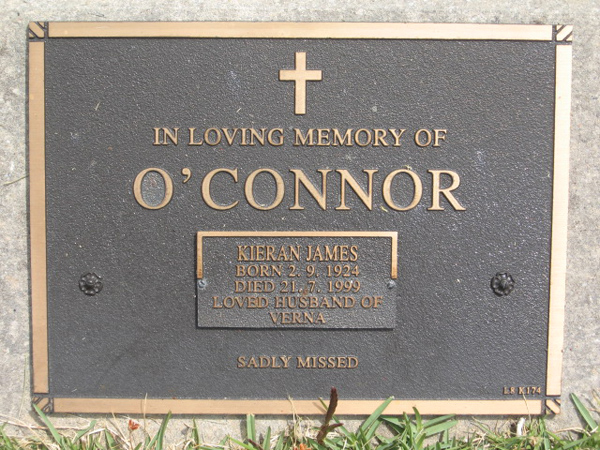 IN LOVING MEMORY OF
O'CONNOR
KIERAN JAMES
BORN 2. 9. 1924
DIED 21. 7. 1999
LOVED HUSBAND OF
VERNA
SADLY MISSED
L8 K174